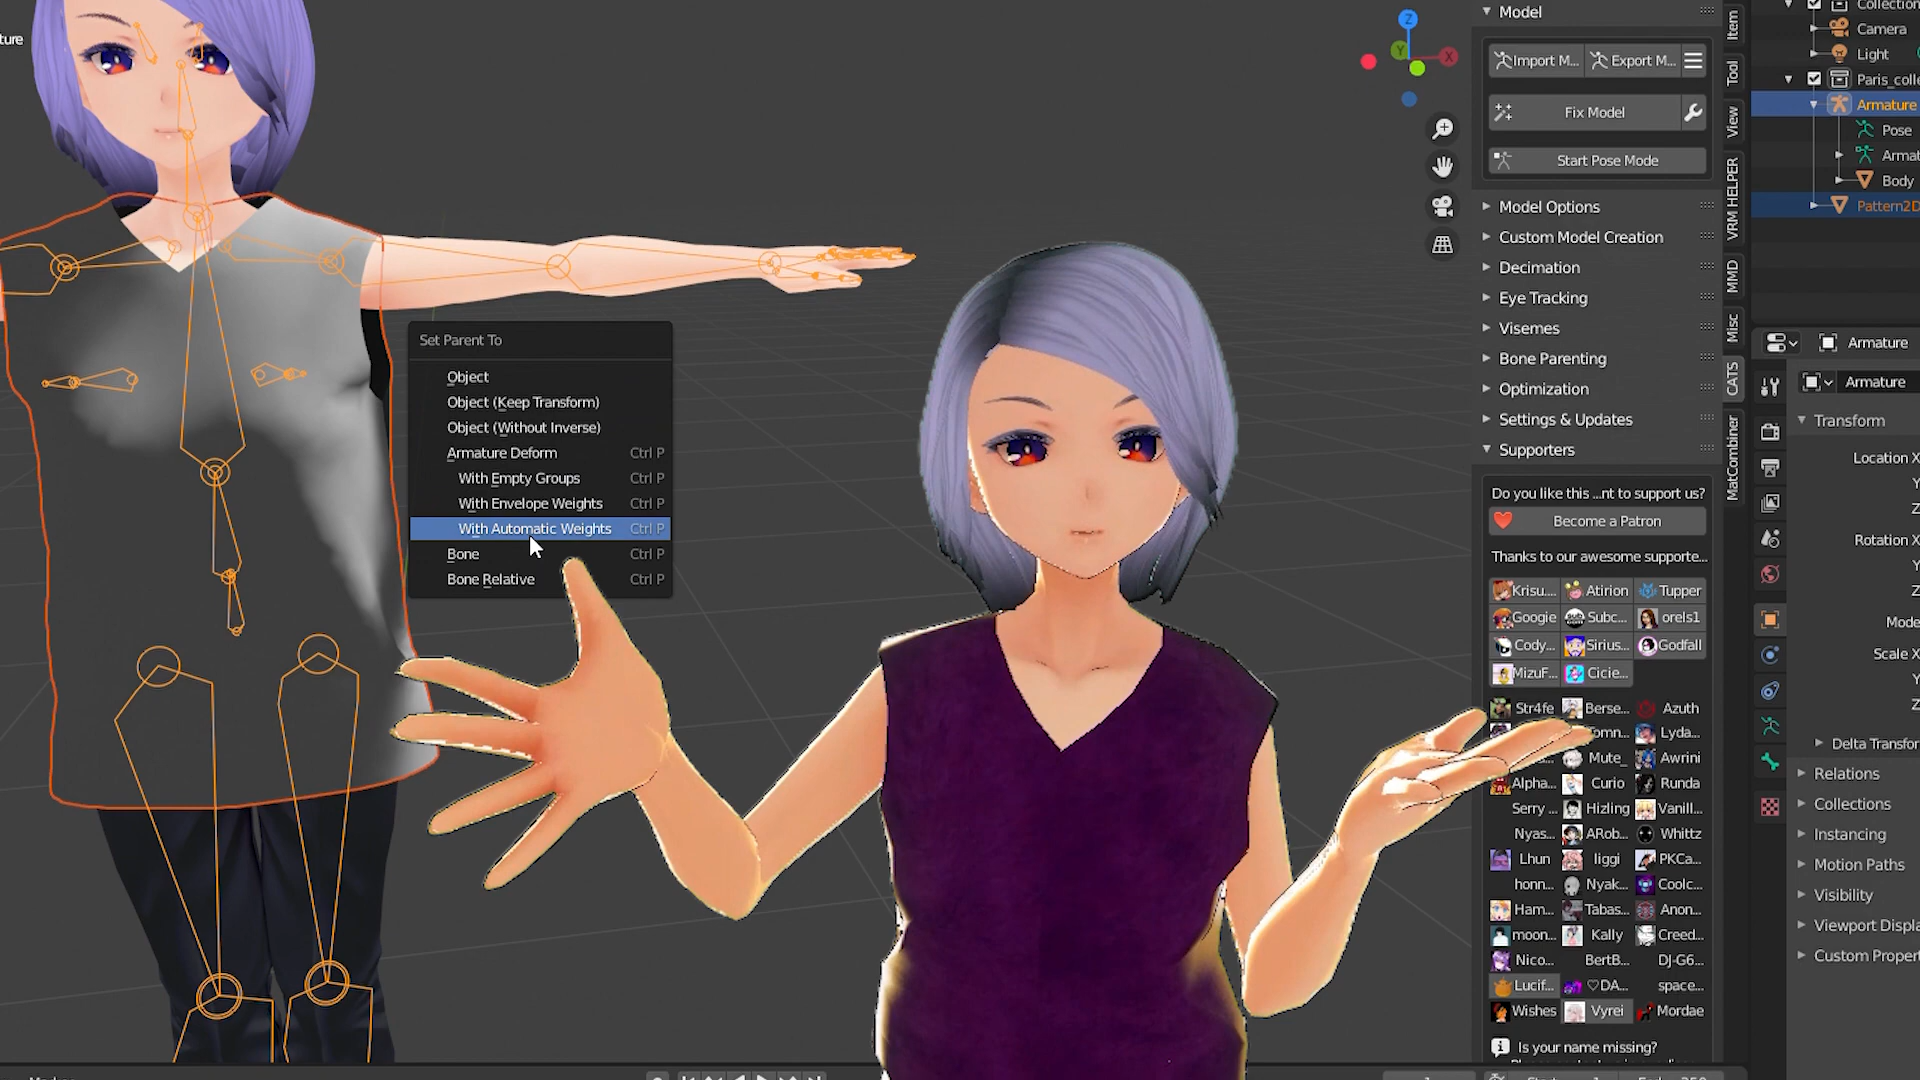 ture
Set Parent To
Object
Object (Keep Transform)
Object (Without Inverse)
Armature Deform Ctrl P
With Empty Groups Ctrl P
With Envelope Weights Ctrl P
With Automatic Weights Ctrl P
Bone Ctrl P
Bone Relative Ctrl P
Z
Y
X
Model
Import M... Export M...
Fix Model
Start Pose Mode
Model Options
Custom Model Creation
Decimation
Eye Tracking
Visemes
Bone Parenting
Optimization
Settings & Updates
Supporters
Do you like this ...nt to support us?
Become a Patron
Thanks to our awesome supporte...
Krisu.... Atirion Tupper
Googie Subc... orels1
Cody... Sirius... Godfall
MizuF... Cicie...
Str4fe Berse... Azuth
omn... Lyda...
Mute_ Awrini
Alpha... Curio Runda
Serry ... Hizling Vanill...
Nyas... ARob... Whittz
Lhun liggi PKCa...
honn... Nyak... Coolc...
Ham... Tabas... Anon...
moon... Kally Creed...
Nico... BertB... DJ-G6...
Lucif... ♡DA... space...
Wishes Vyrei Mordae
Is your name missing?
Item
Tool
View
VRM HELPER
MMD
Misc
CATS
MatCombiner
Collection
Camera
Light
Paris_colle
Armature
Pose
Armat
Body
Pattern2D
Armature
Armature
Transform
Location X
Y
Z
Rotation X
Y
Z
Mode
Scale X
Y
Z
Delta Transfor
Relations
Collections
Instancing
Motion Paths
Visibility
Viewport Displa
Custom Propert